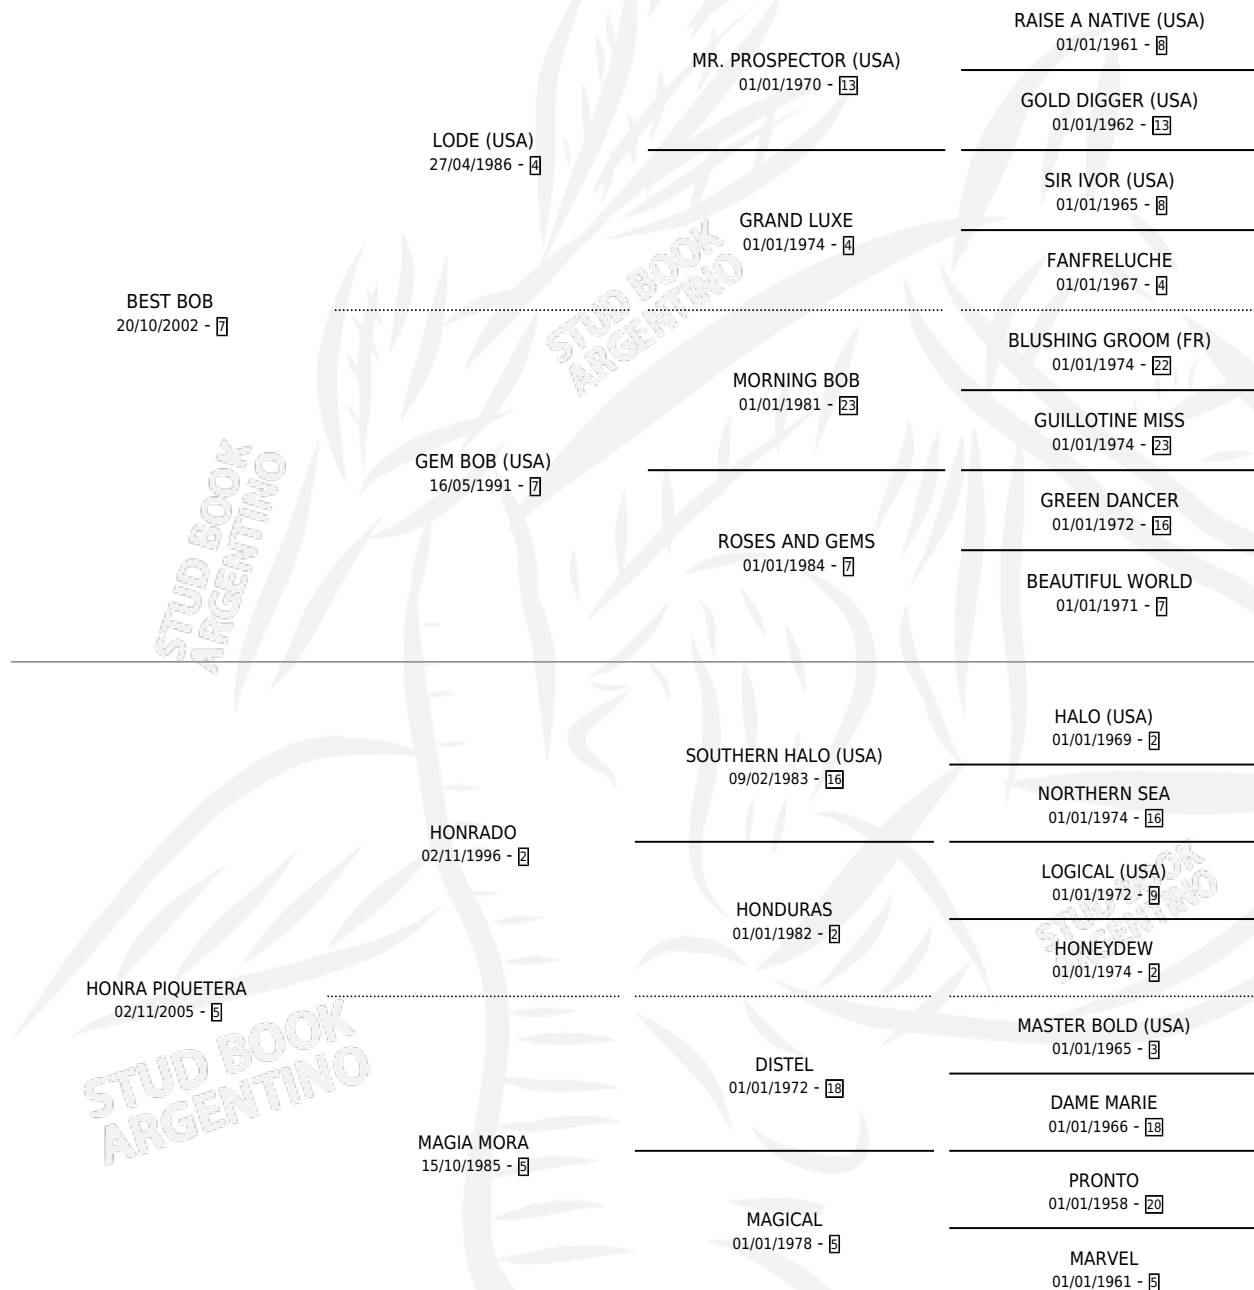 RAISE A NATIVE (USA)
01/01/1961 - 8
MR. PROSPECTOR (USA)
01/01/1970 - 13
GOLD DIGGER (USA)
01/01/1962 - 13
LODE (USA)
27/04/1986 - 4
SIR IVOR (USA)
01/01/1965 - 8
GRAND LUXE
01/01/1974 - 4
FANFRELUCHE
01/01/1967 - 4
BEST BOB
20/10/2002 - 7
BLUSHING GROOM (FR)
01/01/1974 - 22
MORNING BOB
01/01/1981 - 23
GUILLOTINE MISS
01/01/1974 - 23
GEM BOB (USA)
16/05/1991 - 7
GREEN DANCER
01/01/1972 - 16
ROSES AND GEMS
01/01/1984 - 7
BEAUTIFUL WORLD
01/01/1971 - 7
HALO (USA)
01/01/1969 - 2
SOUTHERN HALO (USA)
09/02/1983 - 16
NORTHERN SEA
01/01/1974 - 16
HONRADO
02/11/1996 - 2
LOGICAL (USA)
01/01/1972 - 9
HONDURAS
01/01/1982 - 2
HONEYDEW
01/01/1974 - 2
HONRA PIQUETERA
02/11/2005 - 5
MASTER BOLD (USA)
01/01/1965 - 3
DISTEL
01/01/1972 - 18
DAME MARIE
01/01/1966 - 18
MAGIA MORA
15/10/1985 - 5
PRONTO
01/01/1958 - 20
MAGICAL
01/01/1978 - 5
MARVEL
01/01/1961 - 5
STUD BOOK
ARGENTINO
STUD BOOK
ARGENTINO
STUD BOOK
ARGENTINO
STUD BOOK
ARGENTINO